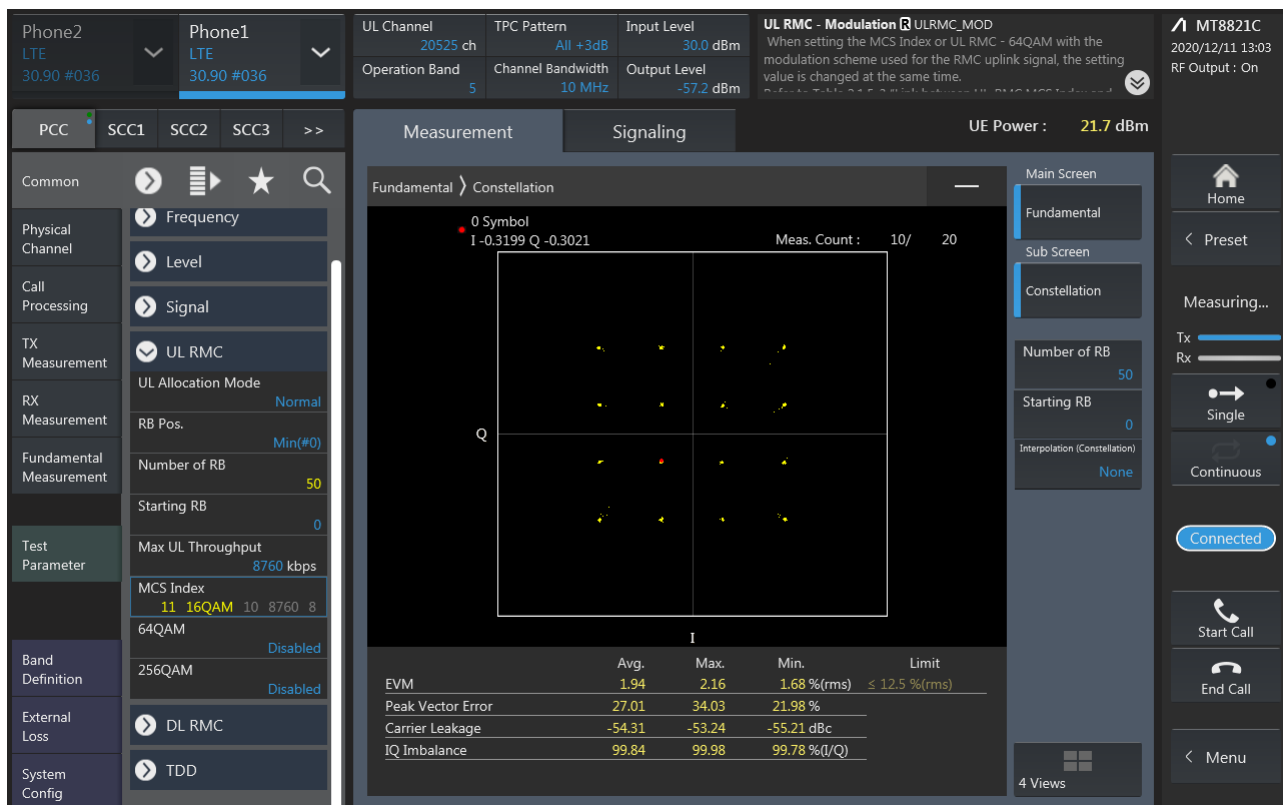 Phone2
LTE
30.90 #036
Phone1
LTE
30.90 #036
UL Channel
20525 ch
TPC Pattern
All +3dB
Input Level
30.0 dBm
Operation Band
5
Channel Bandwidth
10 MHz
Output Level
-57.2 dBm
UL RMC - Modulation R ULRMC_MOD
When setting the MCS Index or UL RMC - 64QAM with the
modulation scheme used for the RMC uplink signal, the setting
value is changed at the same time.
MT8821C
2020/12/11 13:03
RF Output : On
PCC SCC1 SCC2 SCC3 >>
Measurement
Signaling
UE Power : 21.7 dBm
Common
Physical
Channel
Call
Processing
TX
Measurement
RX
Measurement
Fundamental
Measurement
Test
Parameter
Band
Definition
External
Loss
System
Config
Frequency
Level
Signal
UL RMC
UL Allocation Mode
Normal
RB Pos.
Min(#0)
Number of RB
50
Starting RB
0
Max UL Throughput
8760 kbps
MCS Index
11 16QAM 10 8760 8
64QAM
Disabled
256QAM
Disabled
DL RMC
TDD
Fundamental 〉 Constellation
0 Symbol
I -0.3199 Q -0.3021
Meas. Count : 10/ 20
Q
I
Avg. Max. Min. Limit
EVM 1.94 2.16 1.68 %(rms) ≤ 12.5 %(rms)
Peak Vector Error 27.01 34.03 21.98 %
Carrier Leakage -54.31 -53.24 -55.21 dBc
IQ Imbalance 99.84 99.98 99.78 %(I/Q)
Main Screen
Fundamental
Sub Screen
Constellation
Number of RB
50
Starting RB
0
Interpolation (Constellation)
None
4 Views
Home
< Preset
Measuring...
Tx
Rx
Single
Continuous
Connected
Start Call
End Call
< Menu